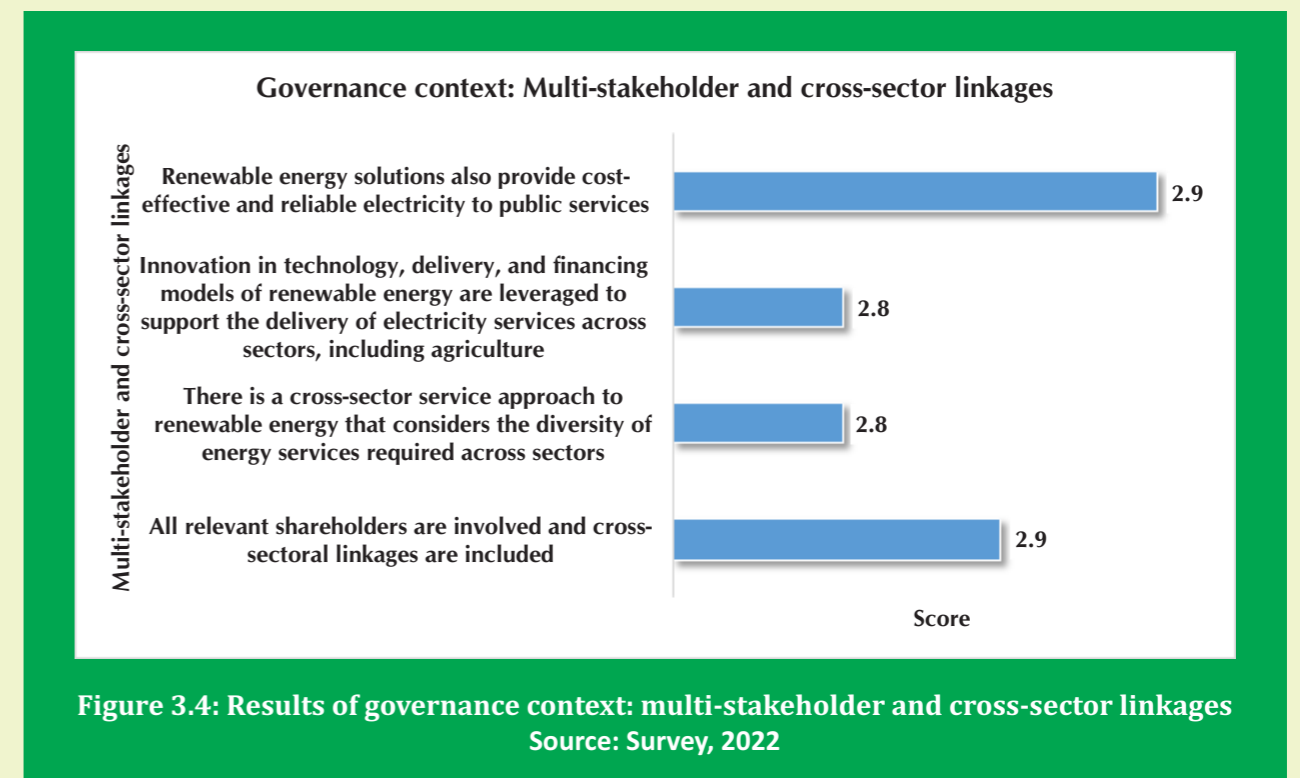 Governance context: Multi-stakeholder and cross-sector linkages
Multi-stakeholder and cross-sector linkages
Renewable energy solutions also provide cost-
effective and reliable electricity to public services
2.9
Innovation in technology, delivery, and financing
models of renewable energy are leveraged to
support the delivery of electricity services across
sectors, including agriculture
2.8
There is a cross-sector service approach to
renewable energy that considers the diversity of
energy services required across sectors
2.8
All relevant shareholders are involved and cross-
sectoral linkages are included
2.9
Score
Figure 3.4: Results of governance context: multi-stakeholder and cross-sector linkages
Source: Survey, 2022